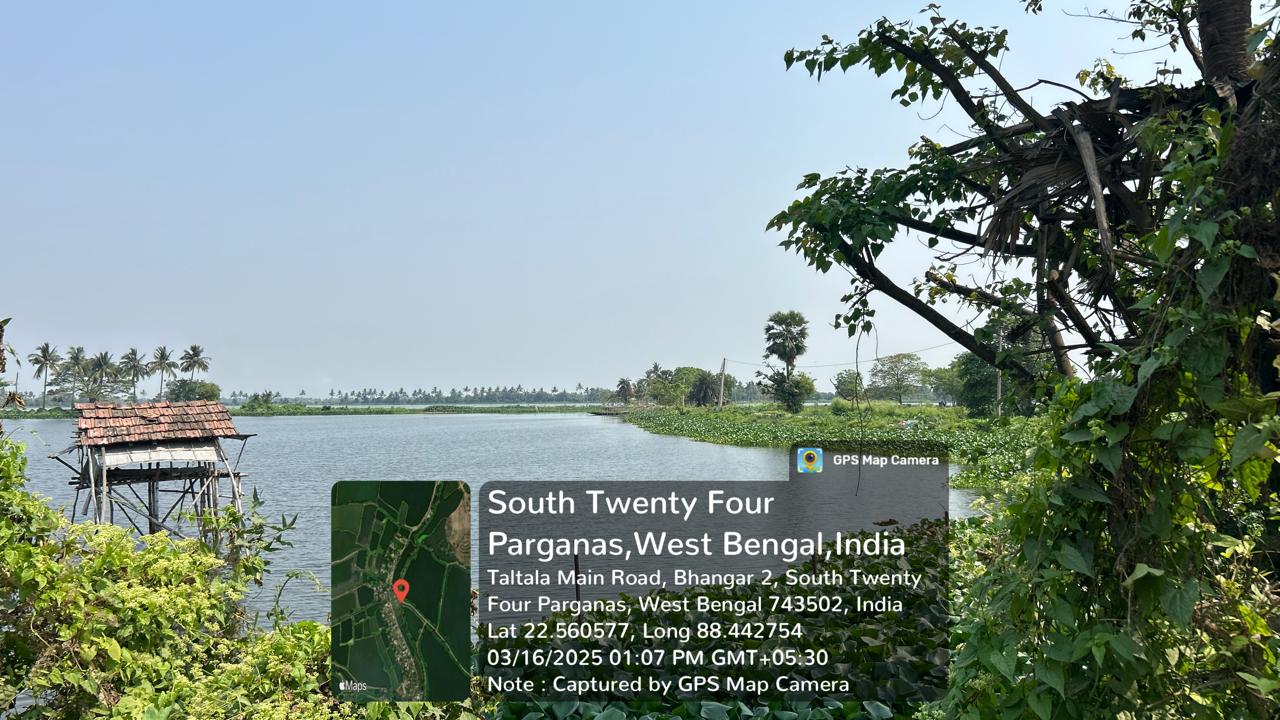 GPS Map Camera
South Twenty Four
Parganas,West Bengal,India
Taltala Main Road, Bhangar 2, South Twenty
Four Parganas, West Bengal 743502, India
Lat 22.560577, Long 88.442754
03/16/2025 01:07 PM GMT+05:30
Note : Captured by GPS Map Camera
Maps